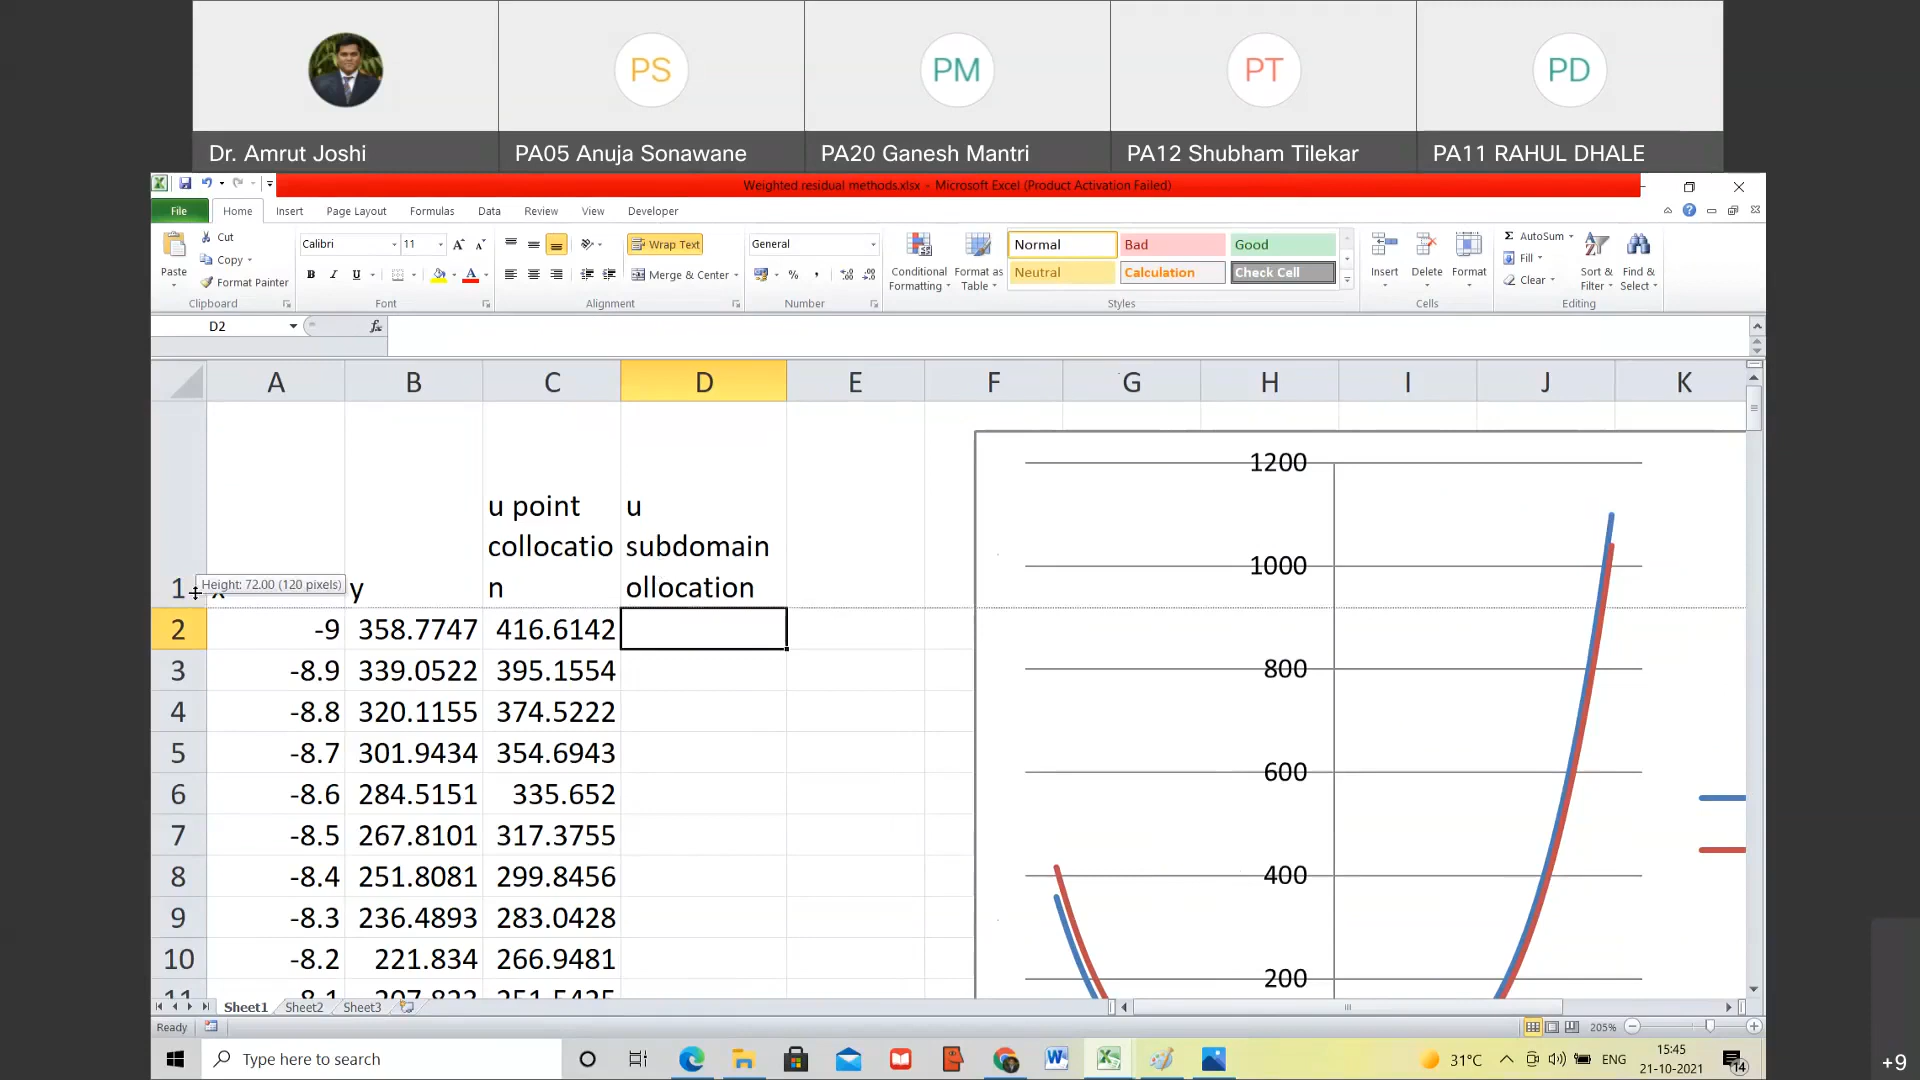 PS
PM
PT
PD
Dr. Amrut Joshi
PA05 Anuja Sonawane
PA20 Ganesh Mantri
PA12 Shubham Tilekar
PA11 RAHUL DHALE
Weighted residual methods.xlsx - Microsoft Excel (Product Activation Failed)
File Home Insert Page Layout Formulas Data Review View Developer
Cut
Copy
Format Painter
Paste
Clipboard
Calibri 11
B I U
Font
Wrap Text
Merge & Center
Alignment
General
Number
Conditional Formatting
Format as Table
Normal Bad Good
Neutral Calculation Check Cell
Styles
Insert Delete Format
Cells
AutoSum
Fill
Clear
Sort & Filter
Find & Select
Editing
D2
fx
A B C D E F G H I J K
1 y u point collocatio n u subdomain ollocation
Height: 72.00 (120 pixels)
2 -9 358.7747 416.6142
3 -8.9 339.0522 395.1554
4 -8.8 320.1155 374.5222
5 -8.7 301.9434 354.6943
6 -8.6 284.5151 335.652
7 -8.5 267.8101 317.3755
8 -8.4 251.8081 299.8456
9 -8.3 236.4893 283.0428
10 -8.2 221.834 266.9481
1200
1000
800
600
400
200
Sheet1 Sheet2 Sheet3
Ready
205%
Type here to search
31°C
ENG
15:45
21-10-2021
14
+9